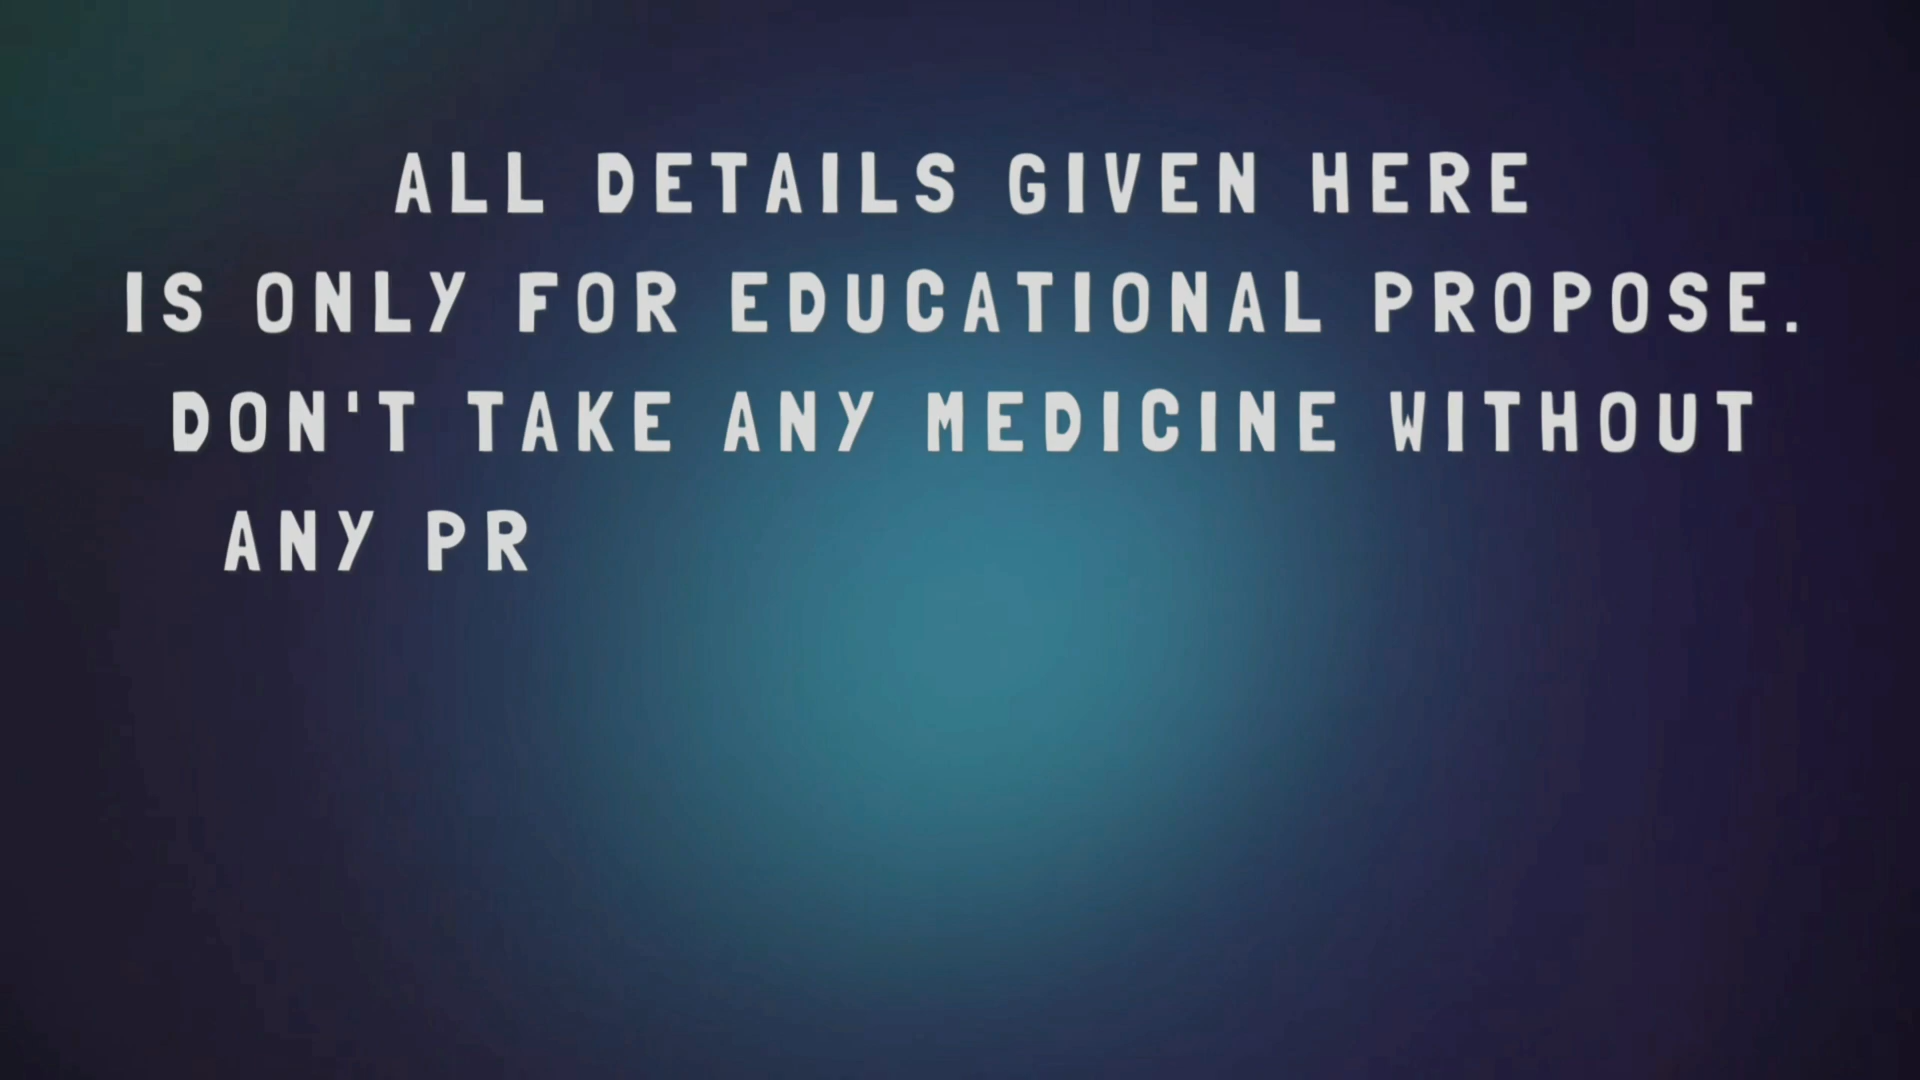 ALL DETAILS GIVEN HERE
IS ONLY FOR EDUCATIONAL PROPOSE.
DON'T TAKE ANY MEDICINE WITHOUT
ANY PR